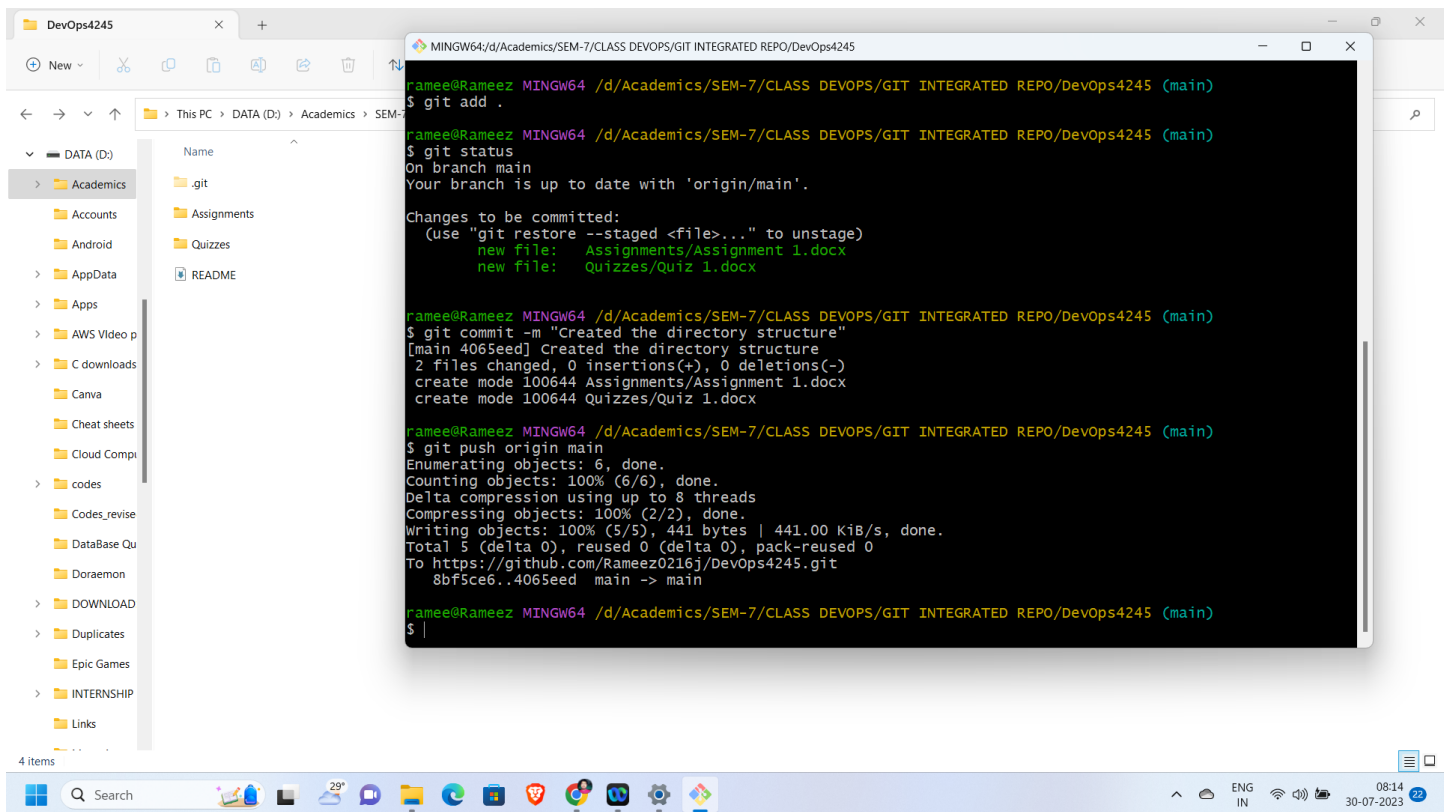 DevOps4245
New
This PC > DATA (D:) > Academics > SEM-7
DATA (D:)
Academics
Accounts
Android
AppData
Apps
AWS VIdeo p
C downloads
Canva
Cheat sheets
Cloud Compu
codes
Codes_revise
DataBase Qu
Doraemon
DOWNLOAD
Duplicates
Epic Games
INTERNSHIP
Links
Name
.git
Assignments
Quizzes
README
4 items
MINGW64:/d/Academics/SEM-7/CLASS DEVOPS/GIT INTEGRATED REPO/DevOps4245
ramee@Rameez MINGW64 /d/Academics/SEM-7/CLASS DEVOPS/GIT INTEGRATED REPO/DevOps4245 (main)
$ git add .
ramee@Rameez MINGW64 /d/Academics/SEM-7/CLASS DEVOPS/GIT INTEGRATED REPO/DevOps4245 (main)
$ git status
On branch main
Your branch is up to date with 'origin/main'.
Changes to be committed:
(use "git restore --staged <file>..." to unstage)
new file:   Assignments/Assignment 1.docx
new file:   Quizzes/Quiz 1.docx
ramee@Rameez MINGW64 /d/Academics/SEM-7/CLASS DEVOPS/GIT INTEGRATED REPO/DevOps4245 (main)
$ git commit -m "Created the directory structure"
[main 4065eed] Created the directory structure
2 files changed, 0 insertions(+), 0 deletions(-)
create mode 100644 Assignments/Assignment 1.docx
create mode 100644 Quizzes/Quiz 1.docx
ramee@Rameez MINGW64 /d/Academics/SEM-7/CLASS DEVOPS/GIT INTEGRATED REPO/DevOps4245 (main)
$ git push origin main
Enumerating objects: 6, done.
Counting objects: 100% (6/6), done.
Delta compression using up to 8 threads
Compressing objects: 100% (2/2), done.
Writing objects: 100% (5/5), 441 bytes | 441.00 KiB/s, done.
Total 5 (delta 0), reused 0 (delta 0), pack-reused 0
To https://github.com/Rameez0216j/DevOps4245.git
8bf5ce6..4065eed  main -> main
ramee@Rameez MINGW64 /d/Academics/SEM-7/CLASS DEVOPS/GIT INTEGRATED REPO/DevOps4245 (main)
$
Search
29°
ENG
IN
08:14
30-07-2023
22